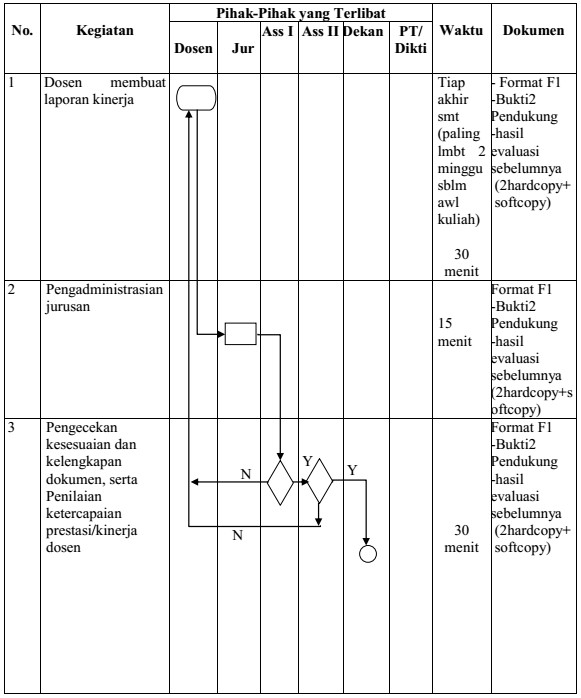 Pihak-Pihak yang Terlibat
No.
Kegiatan
Dosen
Jur
Ass I
Ass II
Dekan
PT/
Dikti
Waktu
Dokumen
1
Dosen membuat
laporan kinerja
Tiap
akhir
smt
(paling
lmbt 2
minggu
sblm
awl
kuliah)
30
menit
- Format F1
-Bukti2
Pendukung
-hasil
evaluasi
sebelumnya
(2hardcopy+
softcopy)
2
Pengadministrasian
jurusan
15
menit
Format F1
-Bukti2
Pendukung
-hasil
evaluasi
sebelumnya
(2hardcopy+s
oftcopy)
3
Pengecekan
kesesuaian dan
kelengkapan
dokumen, serta
Penilaian
ketercapaian
prestasi/kinerja
dosen
N
Y
Y
N
30
menit
Format F1
-Bukti2
Pendukung
-hasil
evaluasi
sebelumnya
(2hardcopy+
softcopy)